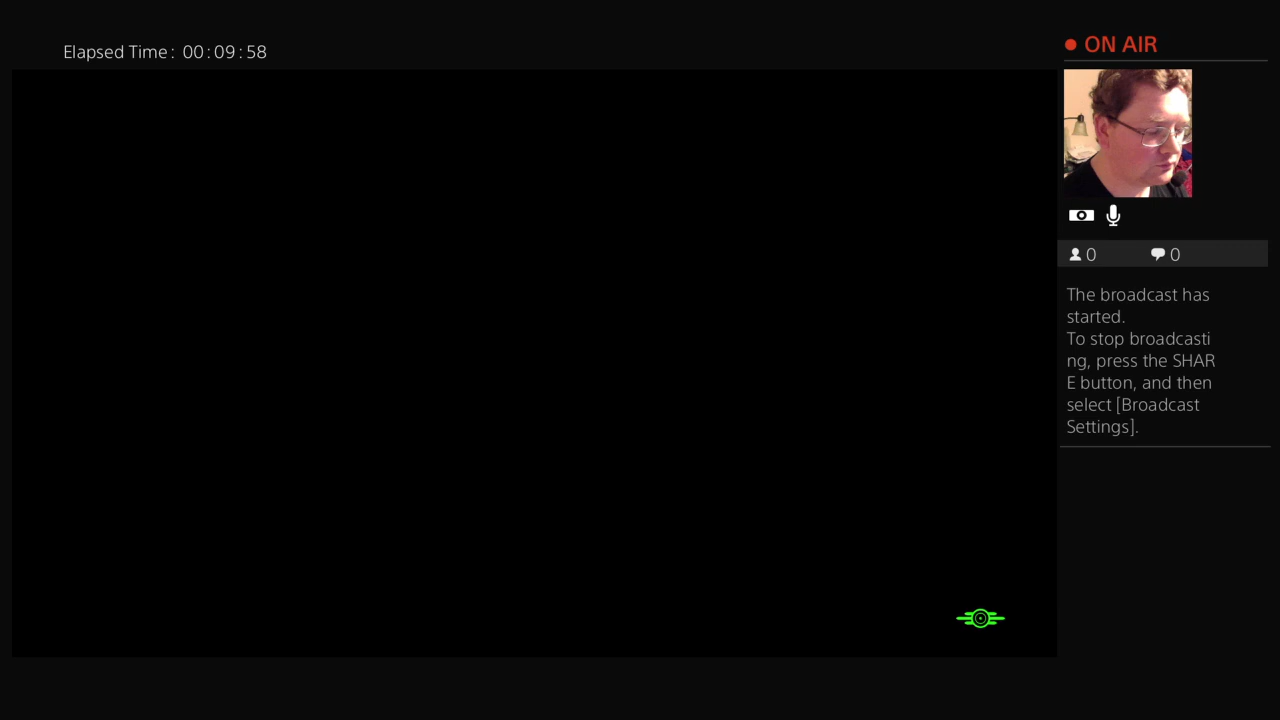 Elapsed Time: 00:09:58
ON AIR
0 0
The broadcast has
started.
To stop broadcasti
ng, press the SHAR
E button, and then
select [Broadcast
Settings].